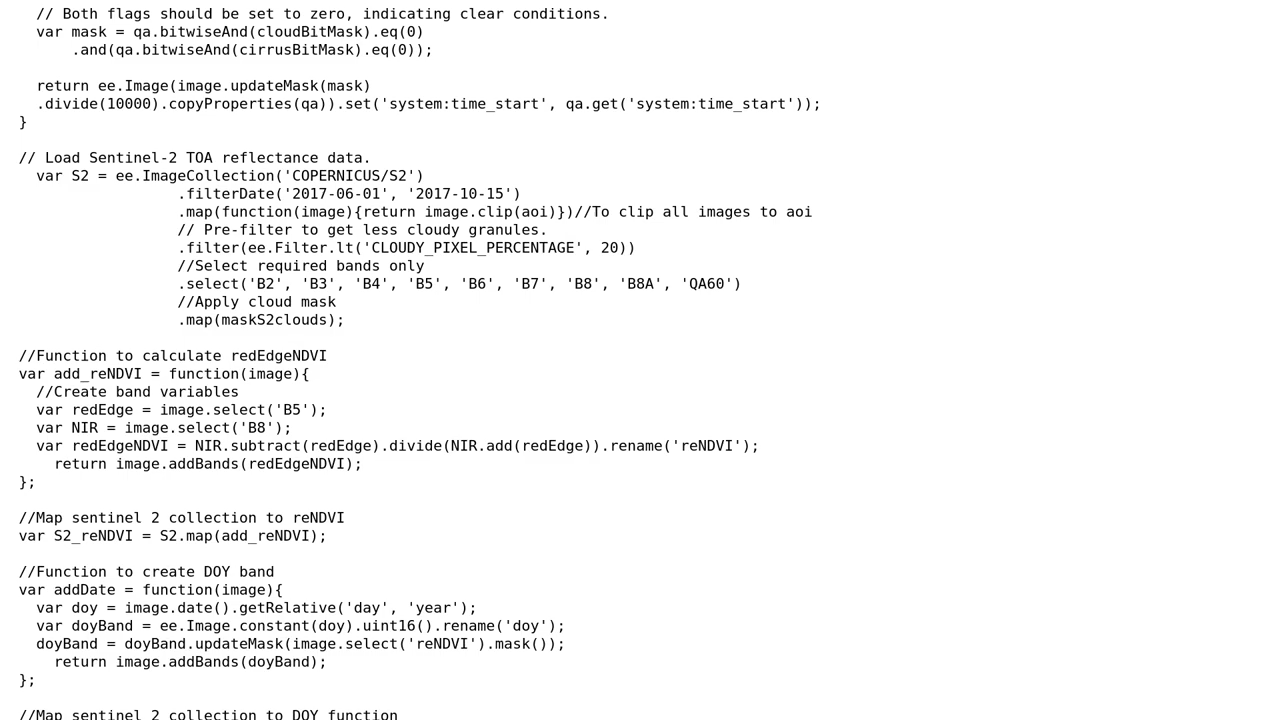 // Both flags should be set to zero, indicating clear conditions.
var mask = qa.bitwiseAnd(cloudBitMask).eq(0)
.and(qa.bitwiseAnd(cirrusBitMask).eq(0));
return ee.Image(image.updateMask(mask)
.divide(10000).copyProperties(qa)).set('system:time_start', qa.get('system:time_start'));
}
// Load Sentinel-2 TOA reflectance data.
var S2 = ee.ImageCollection('COPERNICUS/S2')
.filterDate('2017-06-01', '2017-10-15')
.map(function(image){return image.clip(aoi)})//To clip all images to aoi
// Pre-filter to get less cloudy granules.
.filter(ee.Filter.lt('CLOUDY_PIXEL_PERCENTAGE', 20))
//Select required bands only
.select('B2', 'B3', 'B4', 'B5', 'B6', 'B7', 'B8', 'B8A', 'QA60')
//Apply cloud mask
.map(maskS2clouds);
//Function to calculate redEdgeNDVI
var add_reNDVI = function(image){
//Create band variables
var redEdge = image.select('B5');
var NIR = image.select('B8');
var redEdgeNDVI = NIR.subtract(redEdge).divide(NIR.add(redEdge)).rename('reNDVI');
return image.addBands(redEdgeNDVI);
};
//Map sentinel 2 collection to reNDVI
var S2_reNDVI = S2.map(add_reNDVI);
//Function to create DOY band
var addDate = function(image){
var doy = image.date().getRelative('day', 'year');
var doyBand = ee.Image.constant(doy).uint16().rename('doy');
doyBand = doyBand.updateMask(image.select('reNDVI').mask());
return image.addBands(doyBand);
};
//Map sentinel 2 collection to DOY function